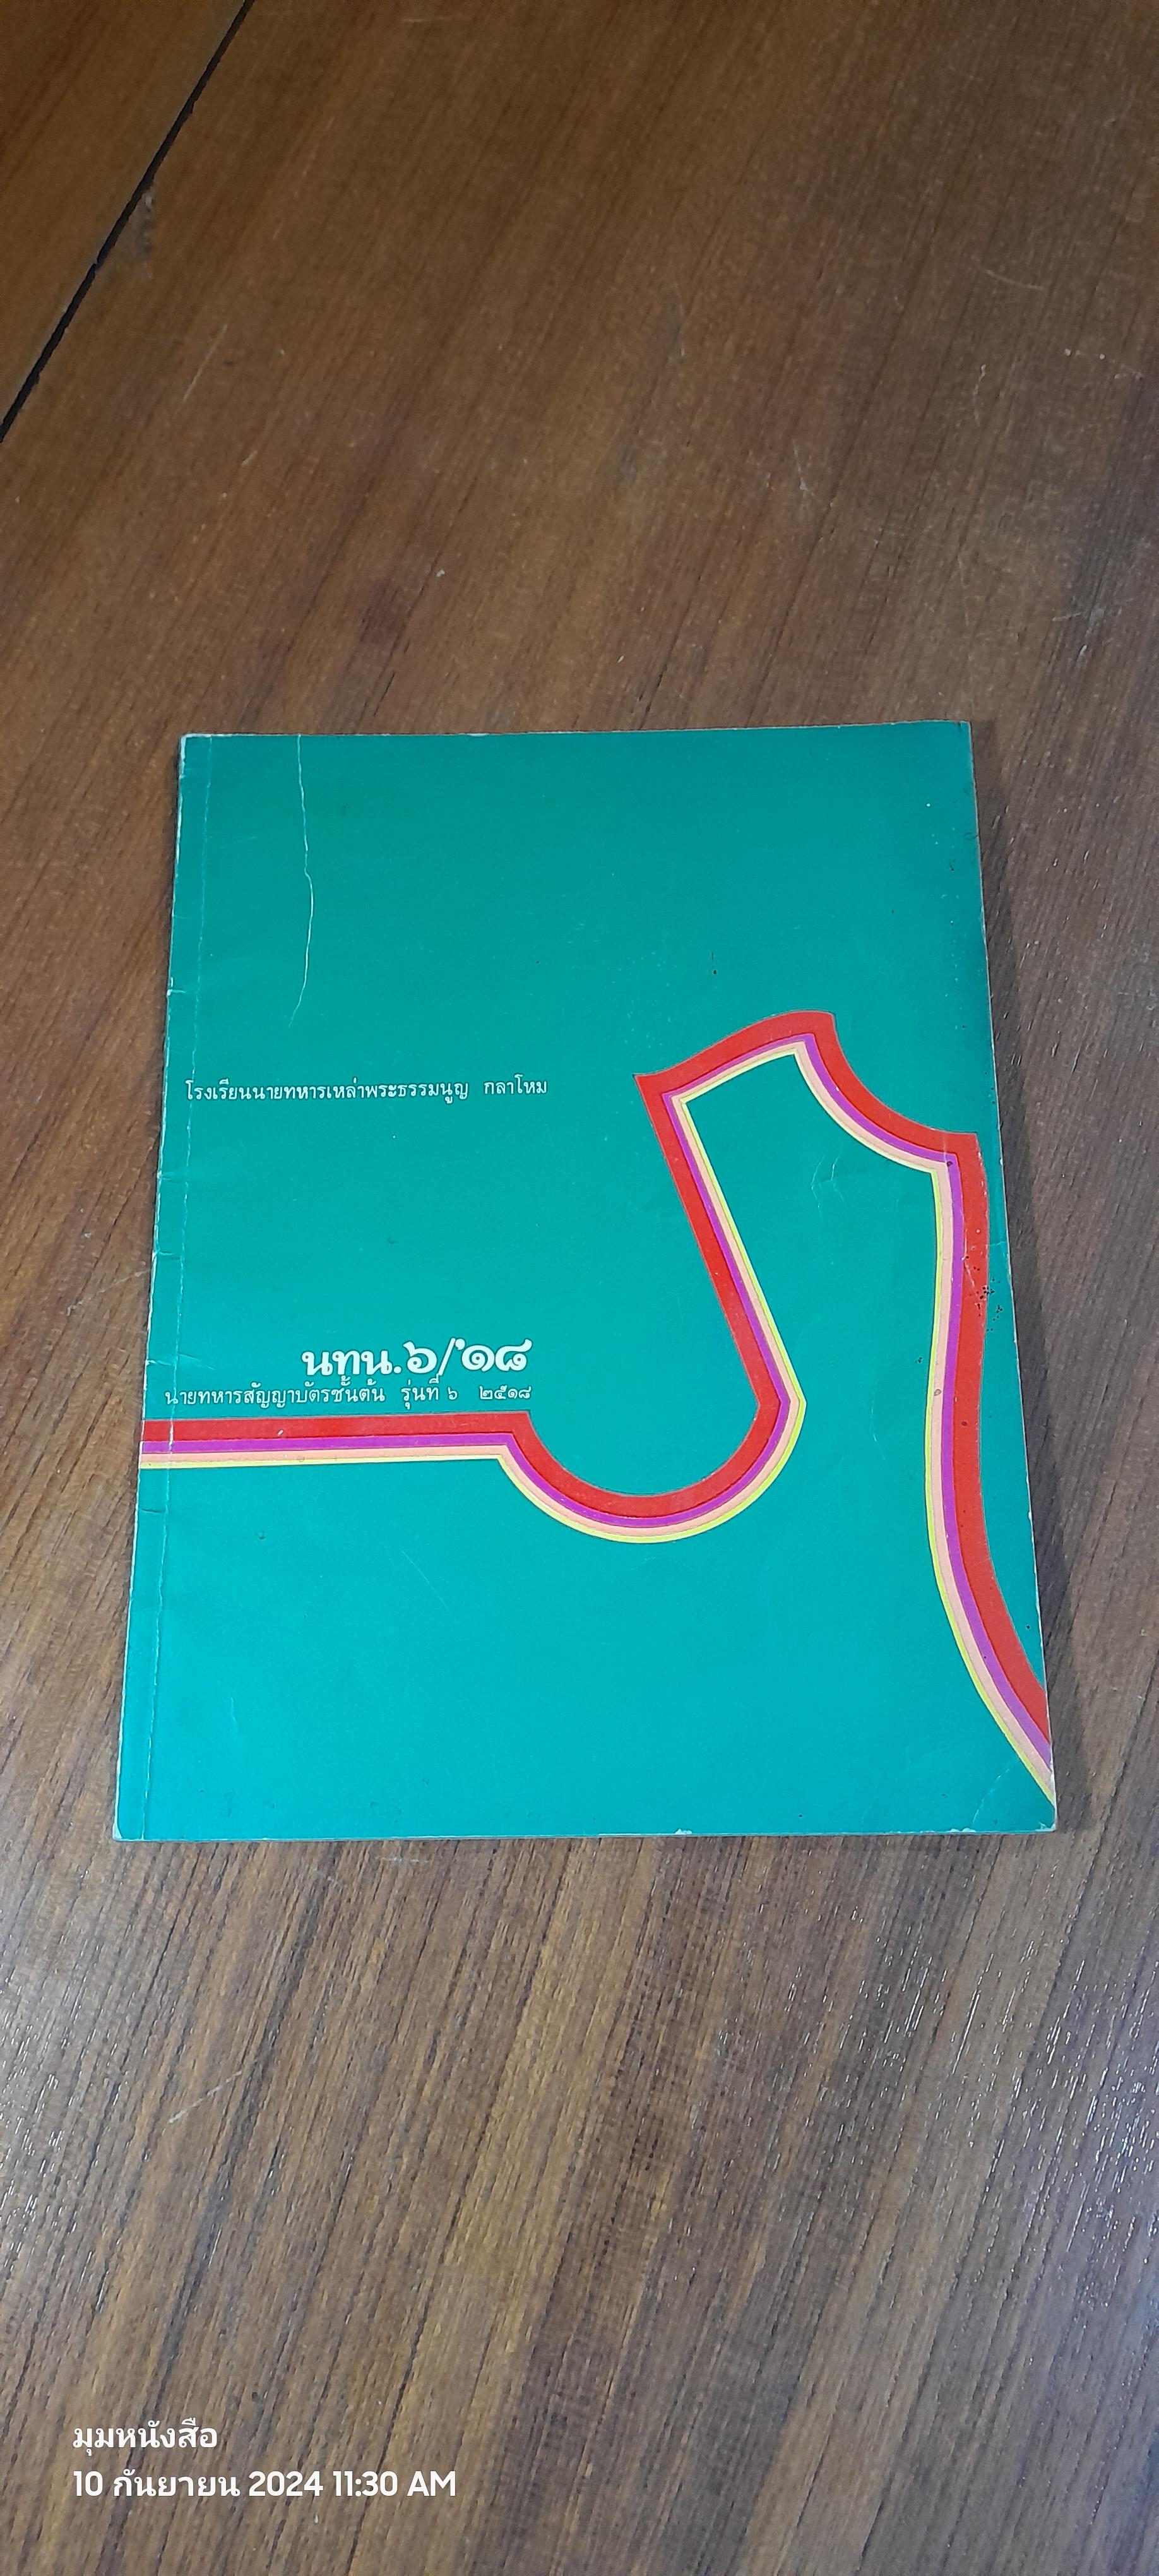 โรงเรียนนายทหารเหล่าพระธรรมนูญ กลาโหม
นทน.๖/'๑๘
นายทหารสัญญาบัตรชั้นต้น รุ่นที่ ๖ ๒๕๑๘
มุมหนังสือ
10 กันยายน 2024 11:30 AM